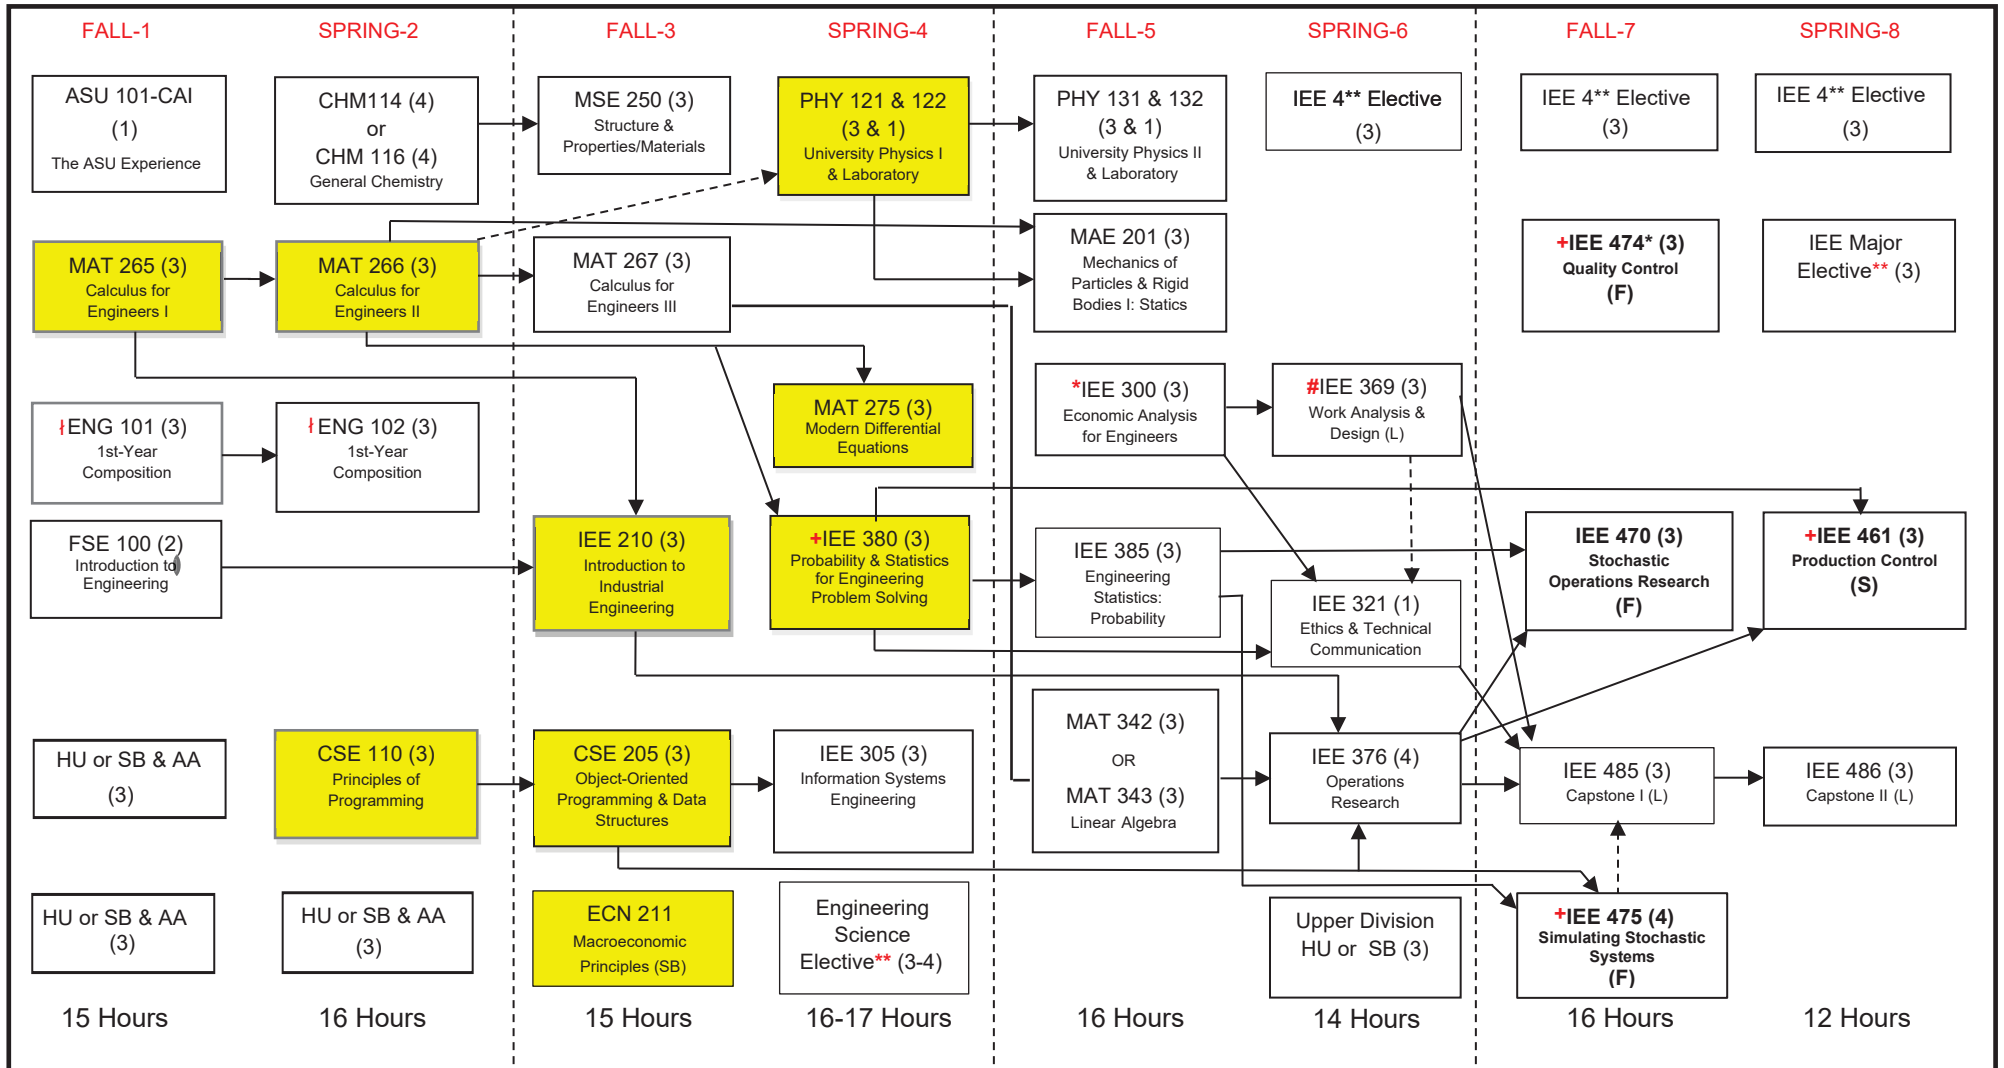 FALL-1
SPRING-2
FALL-3
SPRING-4
FALL-5
SPRING-6
FALL-7
SPRING-8
ASU 101-CAI
(1)
The ASU Experience
CHM114 (4)
or
CHM 116 (4)
General Chemistry
MSE 250 (3)
Structure &
Properties/Materials
PHY 121 & 122
(3 & 1)
University Physics I
& Laboratory
PHY 131 & 132
(3 & 1)
University Physics II
& Laboratory
IEE 4** Elective
(3)
IEE 4** Elective
(3)
IEE 4** Elective
(3)
MAT 265 (3)
Calculus for
Engineers I
MAT 266 (3)
Calculus for
Engineers II
MAT 267 (3)
Calculus for
Engineers III
MAE 201 (3)
Mechanics of
Particles & Rigid
Bodies I: Statics
+IEE 474* (3)
Quality Control
(F)
IEE Major
Elective** (3)
MAT 275 (3)
Modern Differential
Equations
*IEE 300 (3)
Economic Analysis
for Engineers
#IEE 369 (3)
Work Analysis &
Design (L)
ƚENG 101 (3)
1st-Year
Composition
ƚENG 102 (3)
1st-Year
Composition
FSE 100 (2)
Introduction to
Engineering
IEE 210 (3)
Introduction to
Industrial
Engineering
+IEE 380 (3)
Probability & Statistics
for Engineering
Problem Solving
IEE 385 (3)
Engineering
Statistics:
Probability
IEE 321 (1)
Ethics & Technical
Communication
IEE 470 (3)
Stochastic
Operations Research
(F)
+IEE 461 (3)
Production Control
(S)
HU or SB & AA
(3)
CSE 110 (3)
Principles of
Programming
CSE 205 (3)
Object-Oriented
Programming & Data
Structures
IEE 305 (3)
Information Systems
Engineering
MAT 342 (3)
OR
MAT 343 (3)
Linear Algebra
IEE 376 (4)
Operations
Research
IEE 485 (3)
Capstone I (L)
IEE 486 (3)
Capstone II (L)
HU or SB & AA
(3)
HU or SB & AA
(3)
ECN 211
Macroeconomic
Principles (SB)
Engineering
Science
Elective** (3-4)
Upper Division
HU or SB (3)
+IEE 475 (4)
Simulating Stochastic
Systems
(F)
15 Hours
16 Hours
15 Hours
16-17 Hours
16 Hours
14 Hours
16 Hours
12 Hours